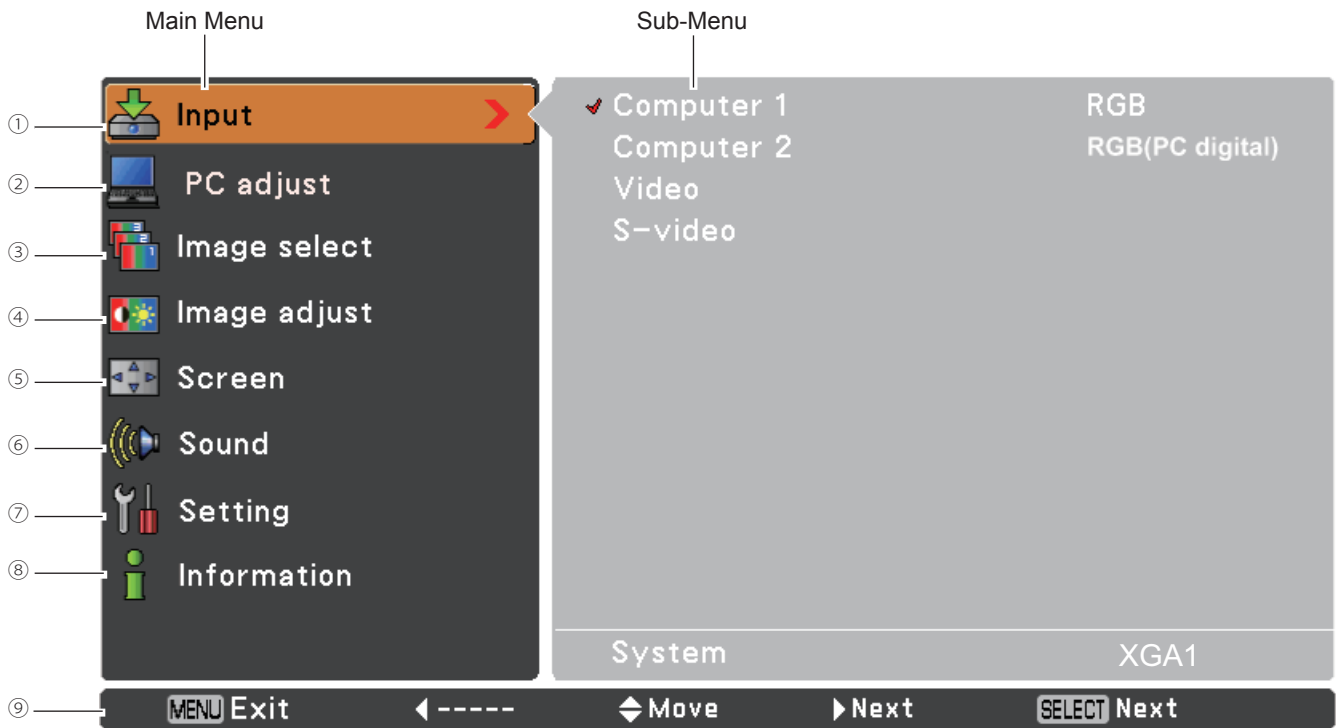 Main Menu
Sub-Menu
① Input
② PC adjust
③ Image select
④ Image adjust
⑤ Screen
⑥ Sound
⑦ Setting
⑧ Information
Computer 1 RGB
Computer 2 RGB(PC digital)
Video
S-video
System XGA1
⑨ MENU Exit ----- Move Next SELECT Next